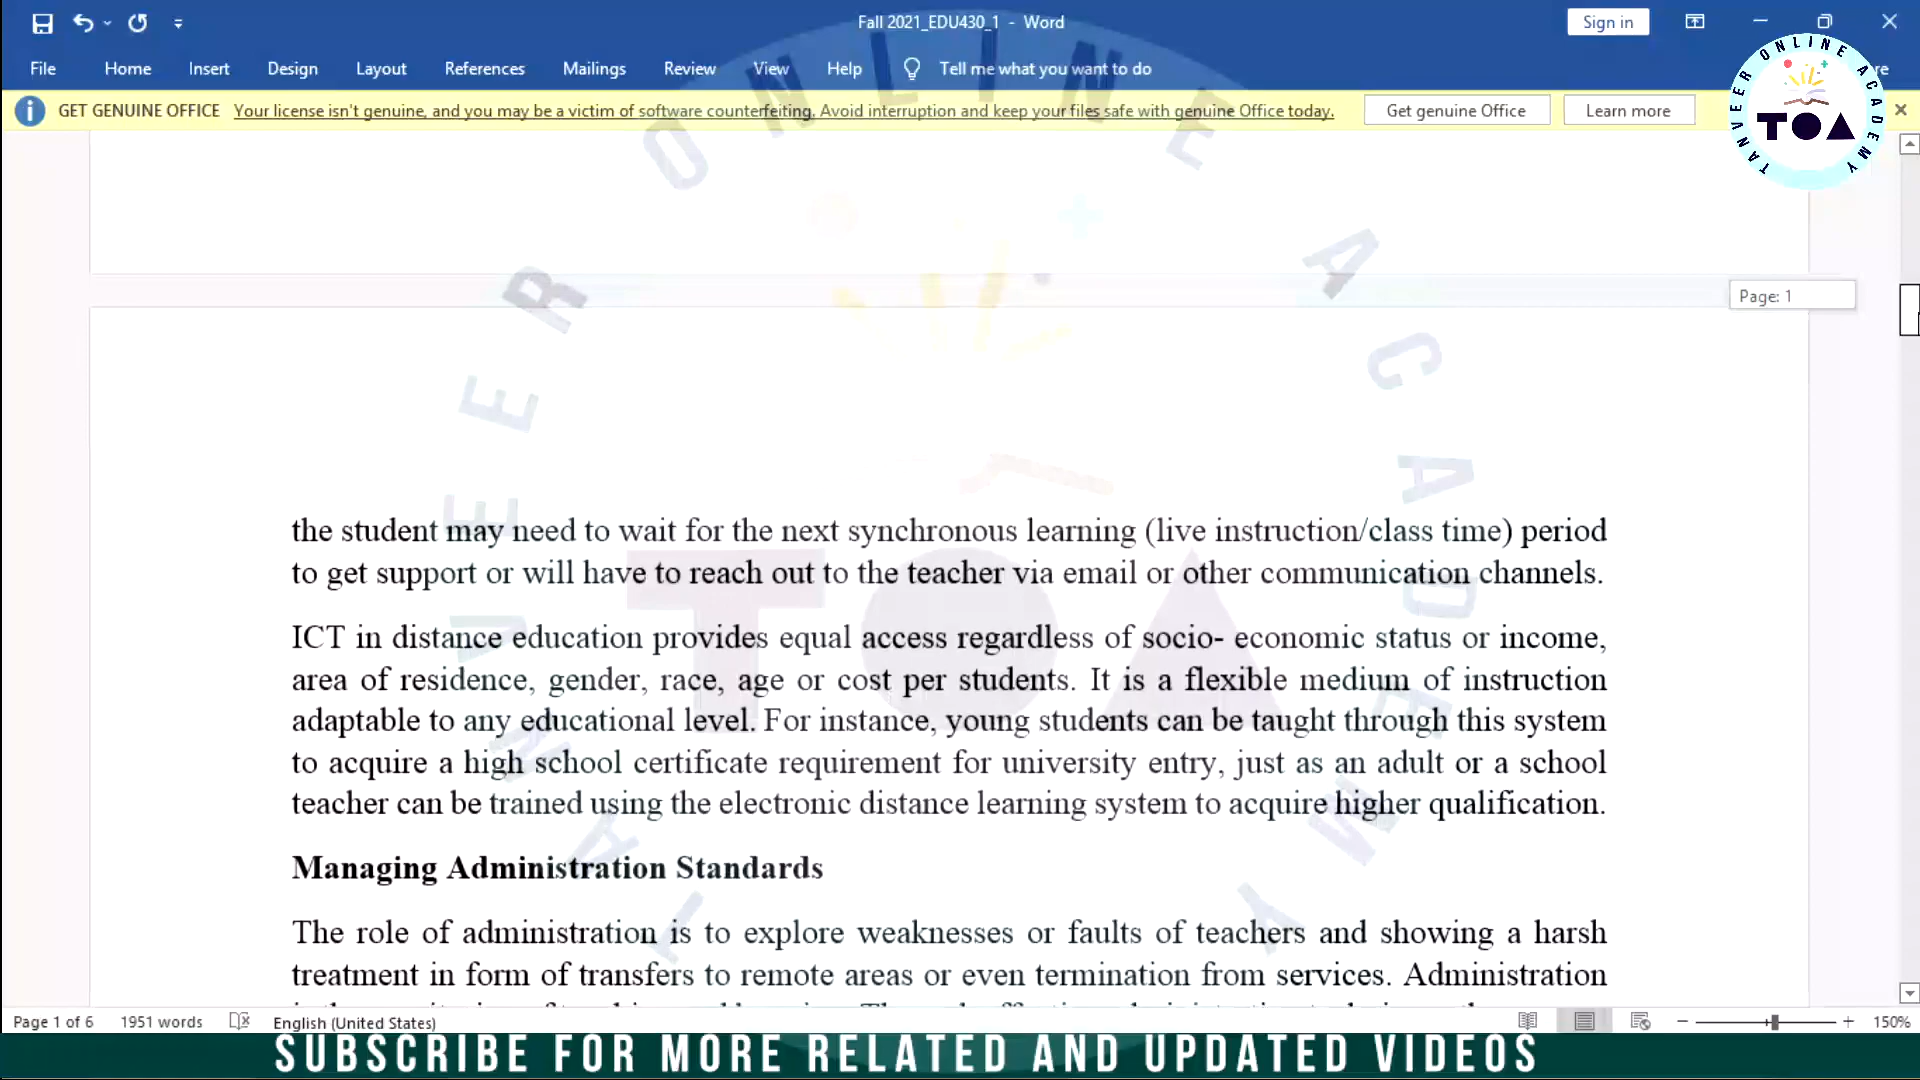 Fall 2021_EDU430_1 - Word
Sign in
File Home Insert Design Layout References Mailings Review View Help Tell me what you want to do
GET GENUINE OFFICE Your license isn't genuine, and you may be a victim of software counterfeiting. Avoid interruption and keep your files safe with genuine Office today. Get genuine Office Learn more
TANVEER ONLINE ACADEMY
TOA
TANVEER ONLINE ACADEMY
TOA
Page: 1
the student may need to wait for the next synchronous learning (live instruction/class time) period
to get support or will have to reach out to the teacher via email or other communication channels.
ICT in distance education provides equal access regardless of socio- economic status or income,
area of residence, gender, race, age or cost per students. It is a flexible medium of instruction
adaptable to any educational level. For instance, young students can be taught through this system
to acquire a high school certificate requirement for university entry, just as an adult or a school
teacher can be trained using the electronic distance learning system to acquire higher qualification.
Managing Administration Standards
The role of administration is to explore weaknesses or faults of teachers and showing a harsh
treatment in form of transfers to remote areas or even termination from services. Administration
Page 1 of 6 1951 words English (United States) 150%
SUBSCRIBE FOR MORE RELATED AND UPDATED VIDEOS